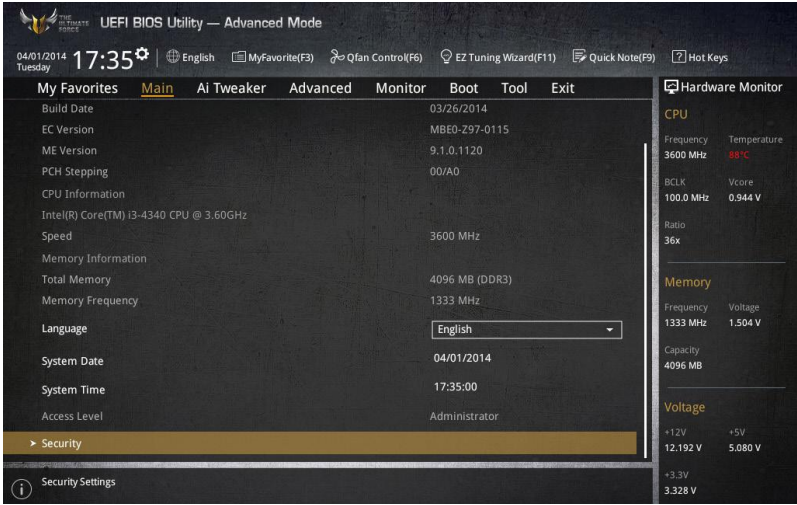 THE ULTIMATE FORCE
UEFI BIOS Utility — Advanced Mode
04/01/2014
Tuesday
17:35
English
MyFavorite(F3)
Qfan Control(F6)
EZ Tuning Wizard(F11)
Quick Note(F9)
? Hot Keys
My Favorites Main Ai Tweaker Advanced Monitor Boot Tool Exit
Build Date 03/26/2014
EC Version MBE0-Z97-0115
ME Version 9.1.0.1120
PCH Stepping 00/A0
CPU Information
Intel(R) Core(TM) i3-4340 CPU @ 3.60GHz
Speed 3600 MHz
Memory Information
Total Memory 4096 MB (DDR3)
Memory Frequency 1333 MHz
Language English
System Date 04/01/2014
System Time 17:35:00
Access Level Administrator
> Security
i Security Settings
Hardware Monitor
CPU
Frequency Temperature
3600 MHz 88°C
BCLK Vcore
100.0 MHz 0.944 V
Ratio
36x
Memory
Frequency Voltage
1333 MHz 1.504 V
Capacity
4096 MB
Voltage
+12V +5V
12.192 V 5.080 V
+3.3V
3.328 V